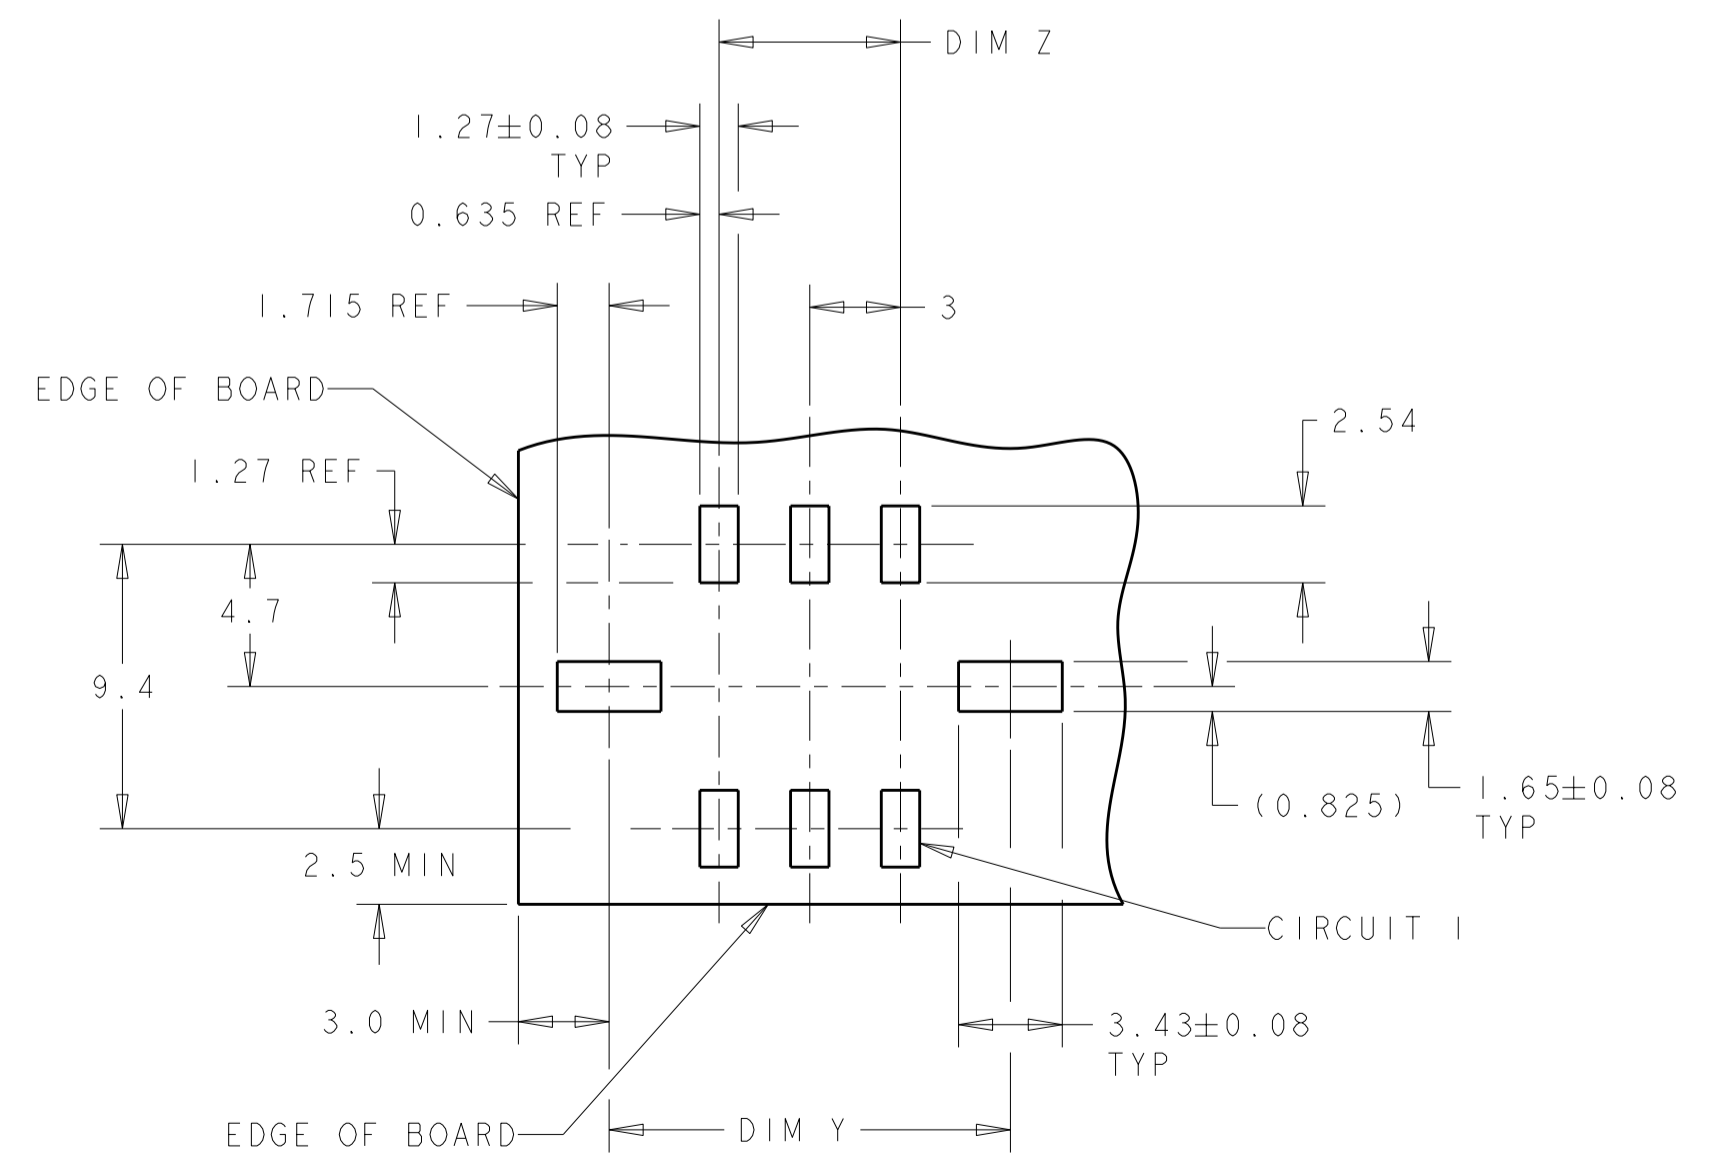 DIM Z
1.27±0.08
TYP
0.635 REF
1.715 REF
3
EDGE OF BOARD
2.54
1.27 REF
4.7
9.4
2.5 MIN
(0.825)
1.65±0.08
TYP
CIRCUIT 1
3.0 MIN
3.43±0.08
TYP
EDGE OF BOARD
DIM Y